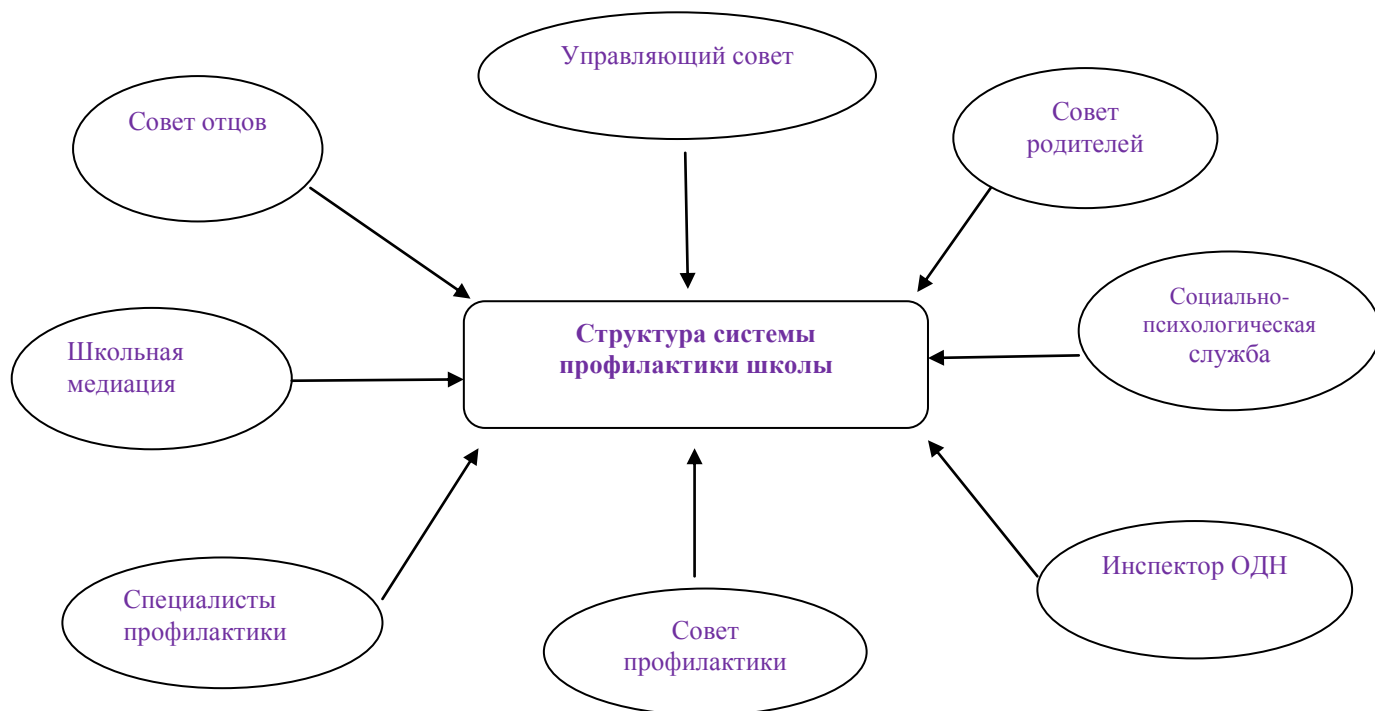 Управляющий совет
Совет отцов
Совет
родителей
Социально-
психологическая
служба
Структура системы
профилактики школы
Школьная
медиация
Инспектор ОДН
Специалисты
профилактики
Совет
профилактики